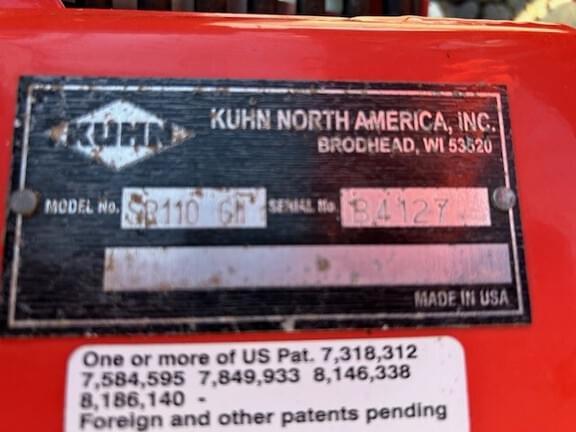 KUHN
KUHN NORTH AMERICA, INC.
BRODHEAD, WI 53520
MODEL No. SR110 GII SERIAL No. B4127
MADE IN USA
One or more of US Pat. 7,318,312
7,584,595 7,849,933 8,146,338
8,186,140 -
Foreign and other patents pending